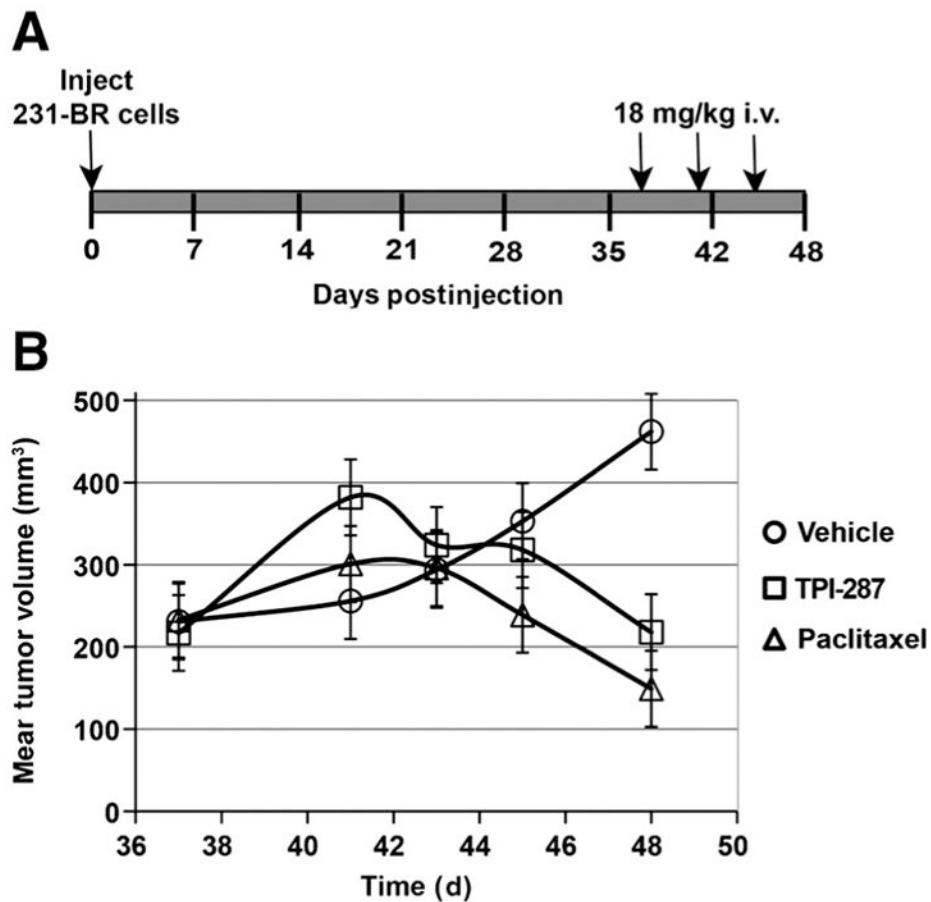 A
Inject
231-BR cells
18 mg/kg i.v.
0 7 14 21 28 35 42 48
Days postinjection
B
Mear tumor volume (mm³)
500
400
300
200
100
0
36 38 40 42 44 46 48 50
Time (d)
Vehicle
TPI-287
Paclitaxel